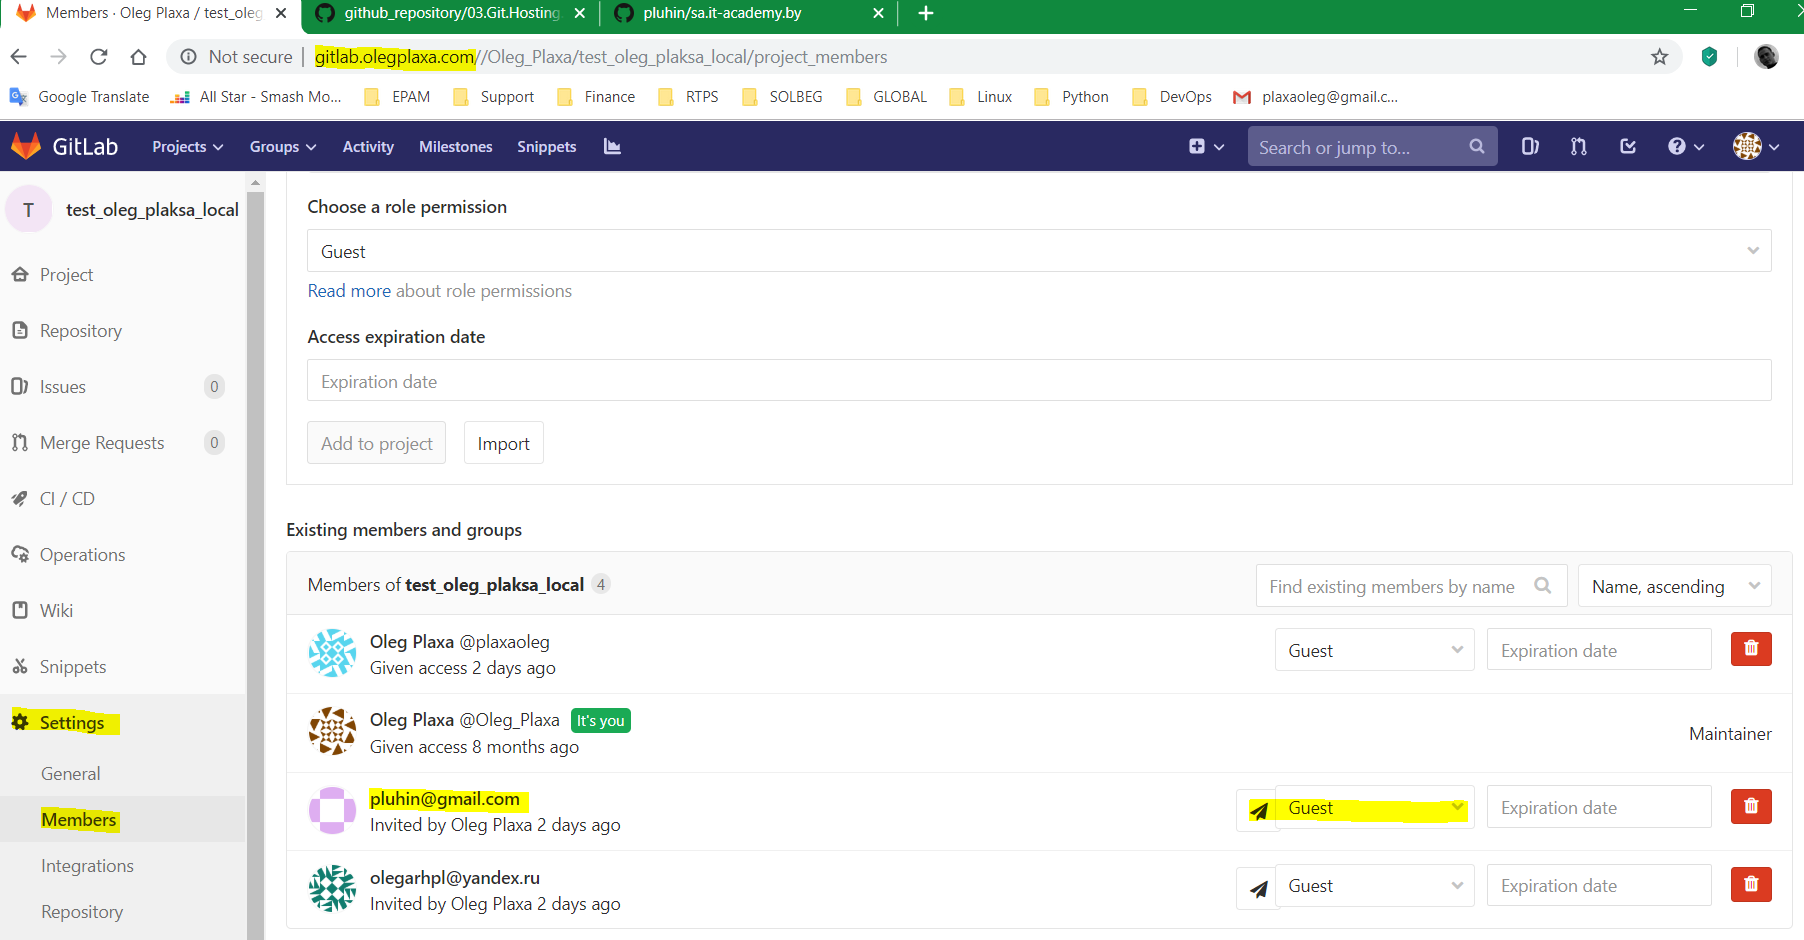 Members · Oleg Plaxa / test_oleg
github_repository/03.Git.Hosting
pluhin/sa.it-academy.by
Not secure | gitlab.olegplaxa.com//Oleg_Plaxa/test_oleg_plaksa_local/project_members
Google Translate
All Star - Smash Mo...
EPAM
Support
Finance
RTPS
SOLBEG
GLOBAL
Linux
Python
DevOps
plaxaoleg@gmail.c...
GitLab
Projects
Groups
Activity
Milestones
Snippets
Search or jump to...
T
test_oleg_plaksa_local
Project
Repository
Issues 0
Merge Requests 0
CI / CD
Operations
Wiki
Snippets
Settings
General
Members
Integrations
Repository
Choose a role permission
Guest
Read more about role permissions
Access expiration date
Expiration date
Add to project
Import
Existing members and groups
Members of test_oleg_plaksa_local 4
Find existing members by name
Name, ascending
Oleg Plaxa @plaxaoleg
Given access 2 days ago
Guest
Expiration date
Oleg Plaxa @Oleg_Plaxa It's you
Given access 8 months ago
Maintainer
pluhin@gmail.com
Invited by Oleg Plaxa 2 days ago
Guest
Expiration date
olegarhpl@yandex.ru
Invited by Oleg Plaxa 2 days ago
Guest
Expiration date